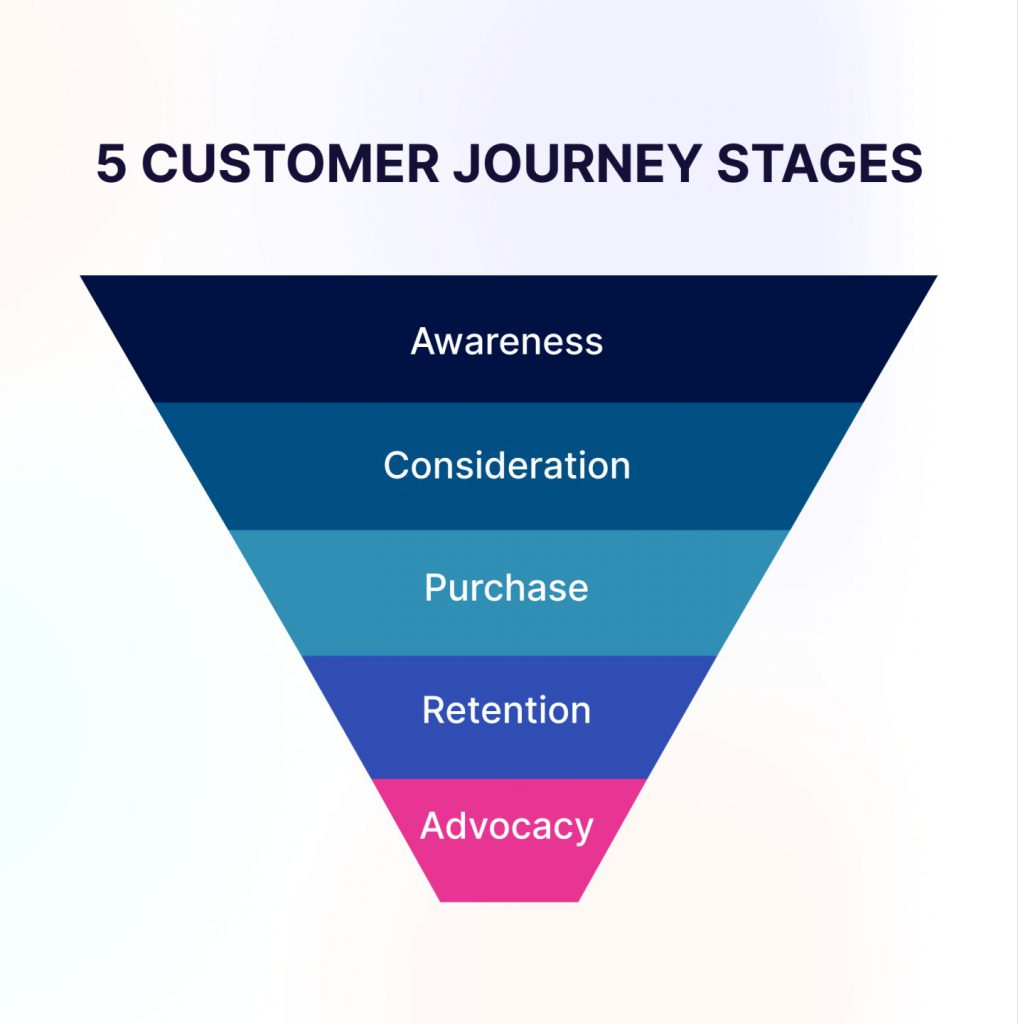 5 CUSTOMER JOURNEY STAGES
Awareness
Consideration
Purchase
Retention
Advocacy